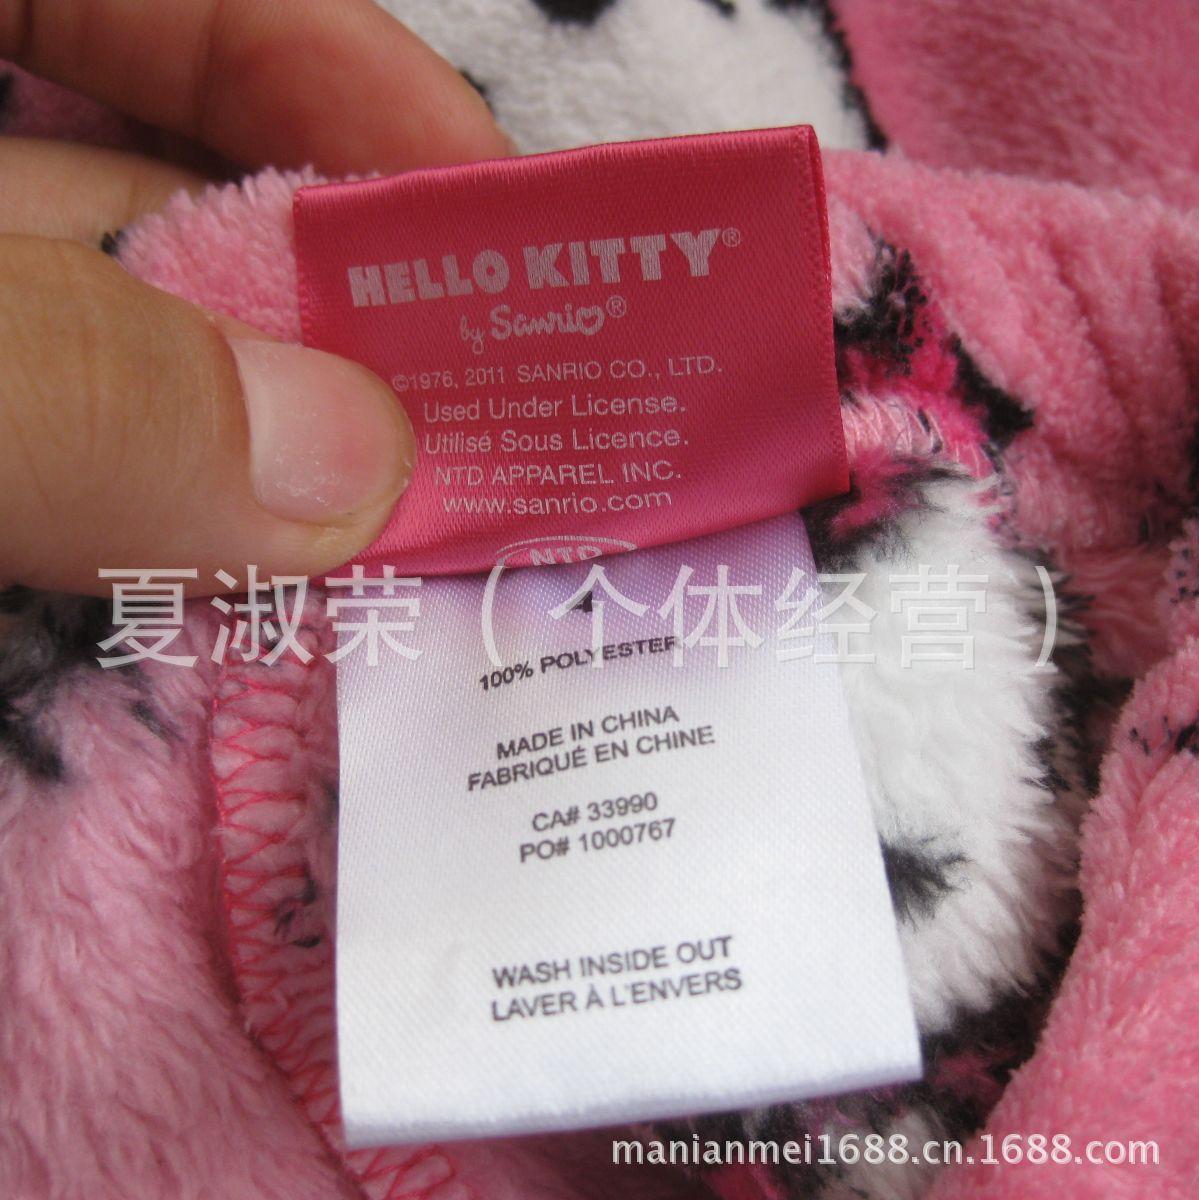 HELLO KITTY®
by Sanrio®
©1976, 2011 SANRIO CO., LTD.
Used Under License.
Utilisé Sous Licence.
NTD APPAREL INC.
www.sanrio.com
NTD
夏淑荣（个体经营）
4
100% POLYESTER
MADE IN CHINA
FABRIQUÉ EN CHINE
CA# 33990
PO# 1000767
WASH INSIDE OUT
LAVER À L'ENVERS
manianmei1688.cn.1688.com